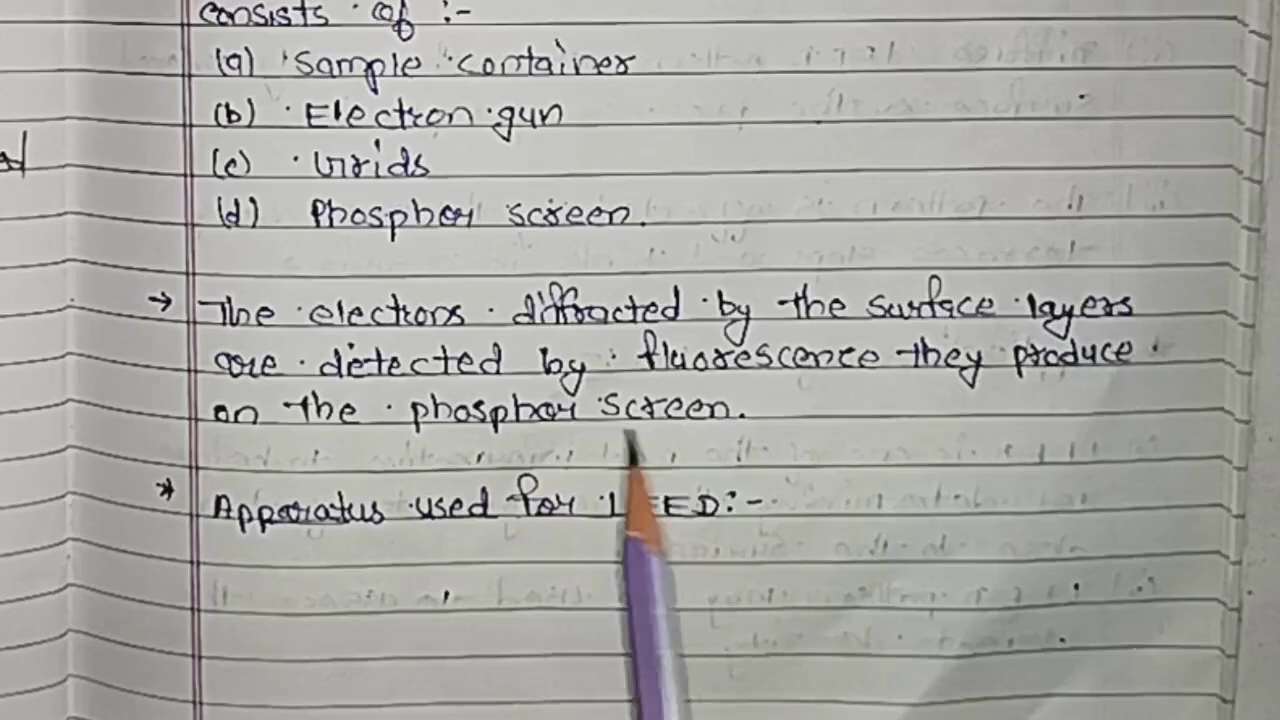 consists of :-
(a) Sample container
(b) Electron gun
(c) Grids
(d) Phosphor screen.
→ The electrons diffracted by the surface layers
are detected by fluorescence they produce
on the phosphor screen.
* Apparatus used for LEED:-